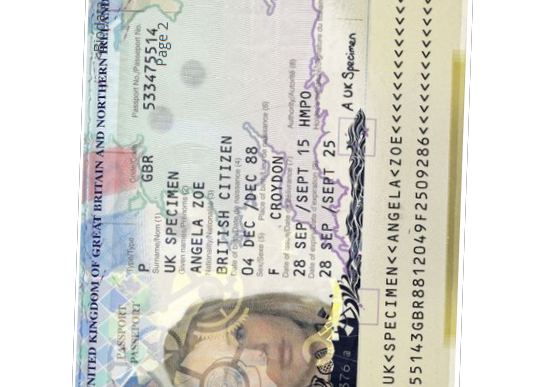 UNITED KINGDOM OF GREAT BRITAIN AND NORTHERN IRELAND
PASSPORT
PASSEPORT
Type/Type
P
Code/Code
GBR
Passport No./Passeport No.
533475514
Page 2
Surname/Nom (1)
UK SPECIMEN
Given names/Prénoms (2)
ANGELA ZOE
Nationality/Nationalité (3)
BRITISH CITIZEN
Date of birth/Date de naissance (4)
04 DEC /DEC 88
Sex/Sexe (5)
Place of birth/Lieu de naissance (6)
F
CROYDON
Date of issue/Date de délivrance (7)
Authority/Autorité (8)
28 SEP /SEPT 15
HMPO
Date of expiry/Date d'expiration (9)
28 SEP /SEPT 25
A UK Specimen
UK<SPECIMEN<<ANGELA<ZOE<<<<<<<<<<<
55143GBR8812049F2509286<<<<<<<<<